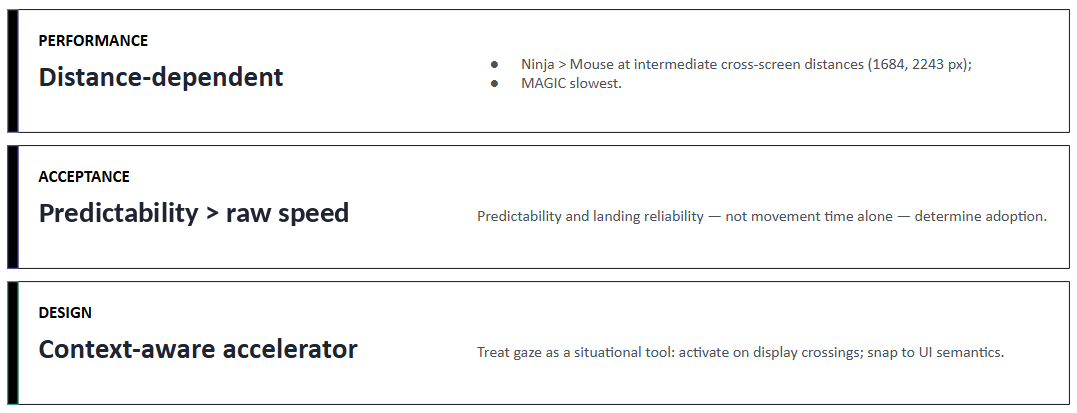 PERFORMANCE
Distance-dependent
● Ninja > Mouse at intermediate cross-screen distances (1684, 2243 px);
● MAGIC slowest.
ACCEPTANCE
Predictability > raw speed
Predictability and landing reliability — not movement time alone — determine adoption.
DESIGN
Context-aware accelerator
Treat gaze as a situational tool: activate on display crossings; snap to UI semantics.